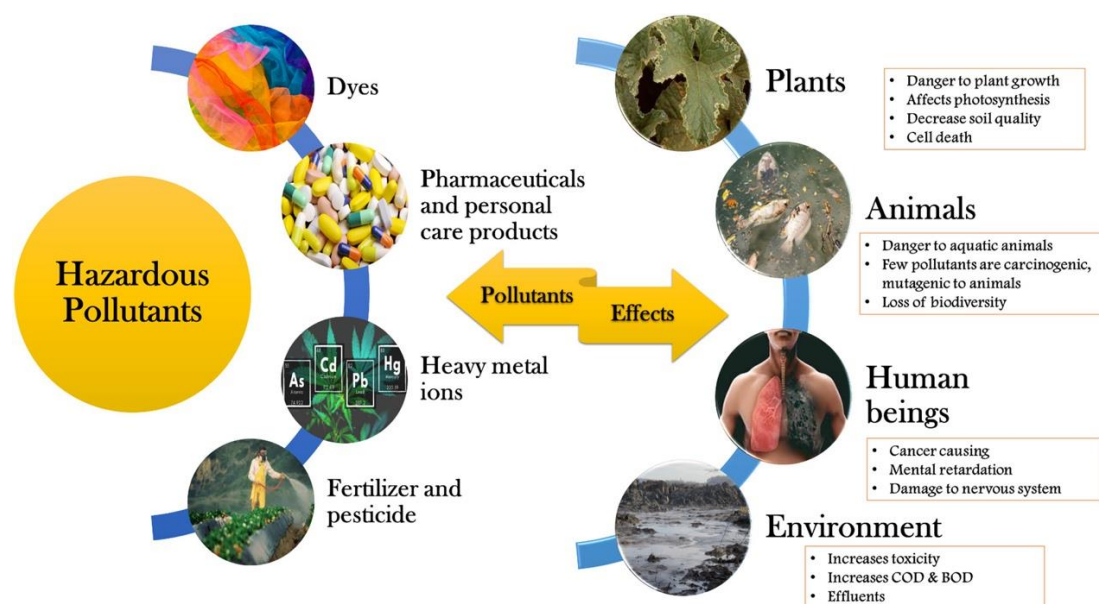 Dyes
Pharmaceuticals
and personal
care products
Hazardous
Pollutants
Heavy metal
ions
As
Cd
Pb
Hg
Fertilizer and
pesticide
Pollutants
Effects
Plants
• Danger to plant growth
• Affects photosynthesis
• Decrease soil quality
• Cell death
Animals
• Danger to aquatic animals
• Few pollutants are carcinogenic,
mutagenic to animals
• Loss of biodiversity
Human
beings
• Cancer causing
• Mental retardation
• Damage to nervous system
Environment
• Increases toxicity
• Increases COD & BOD
• Effluents